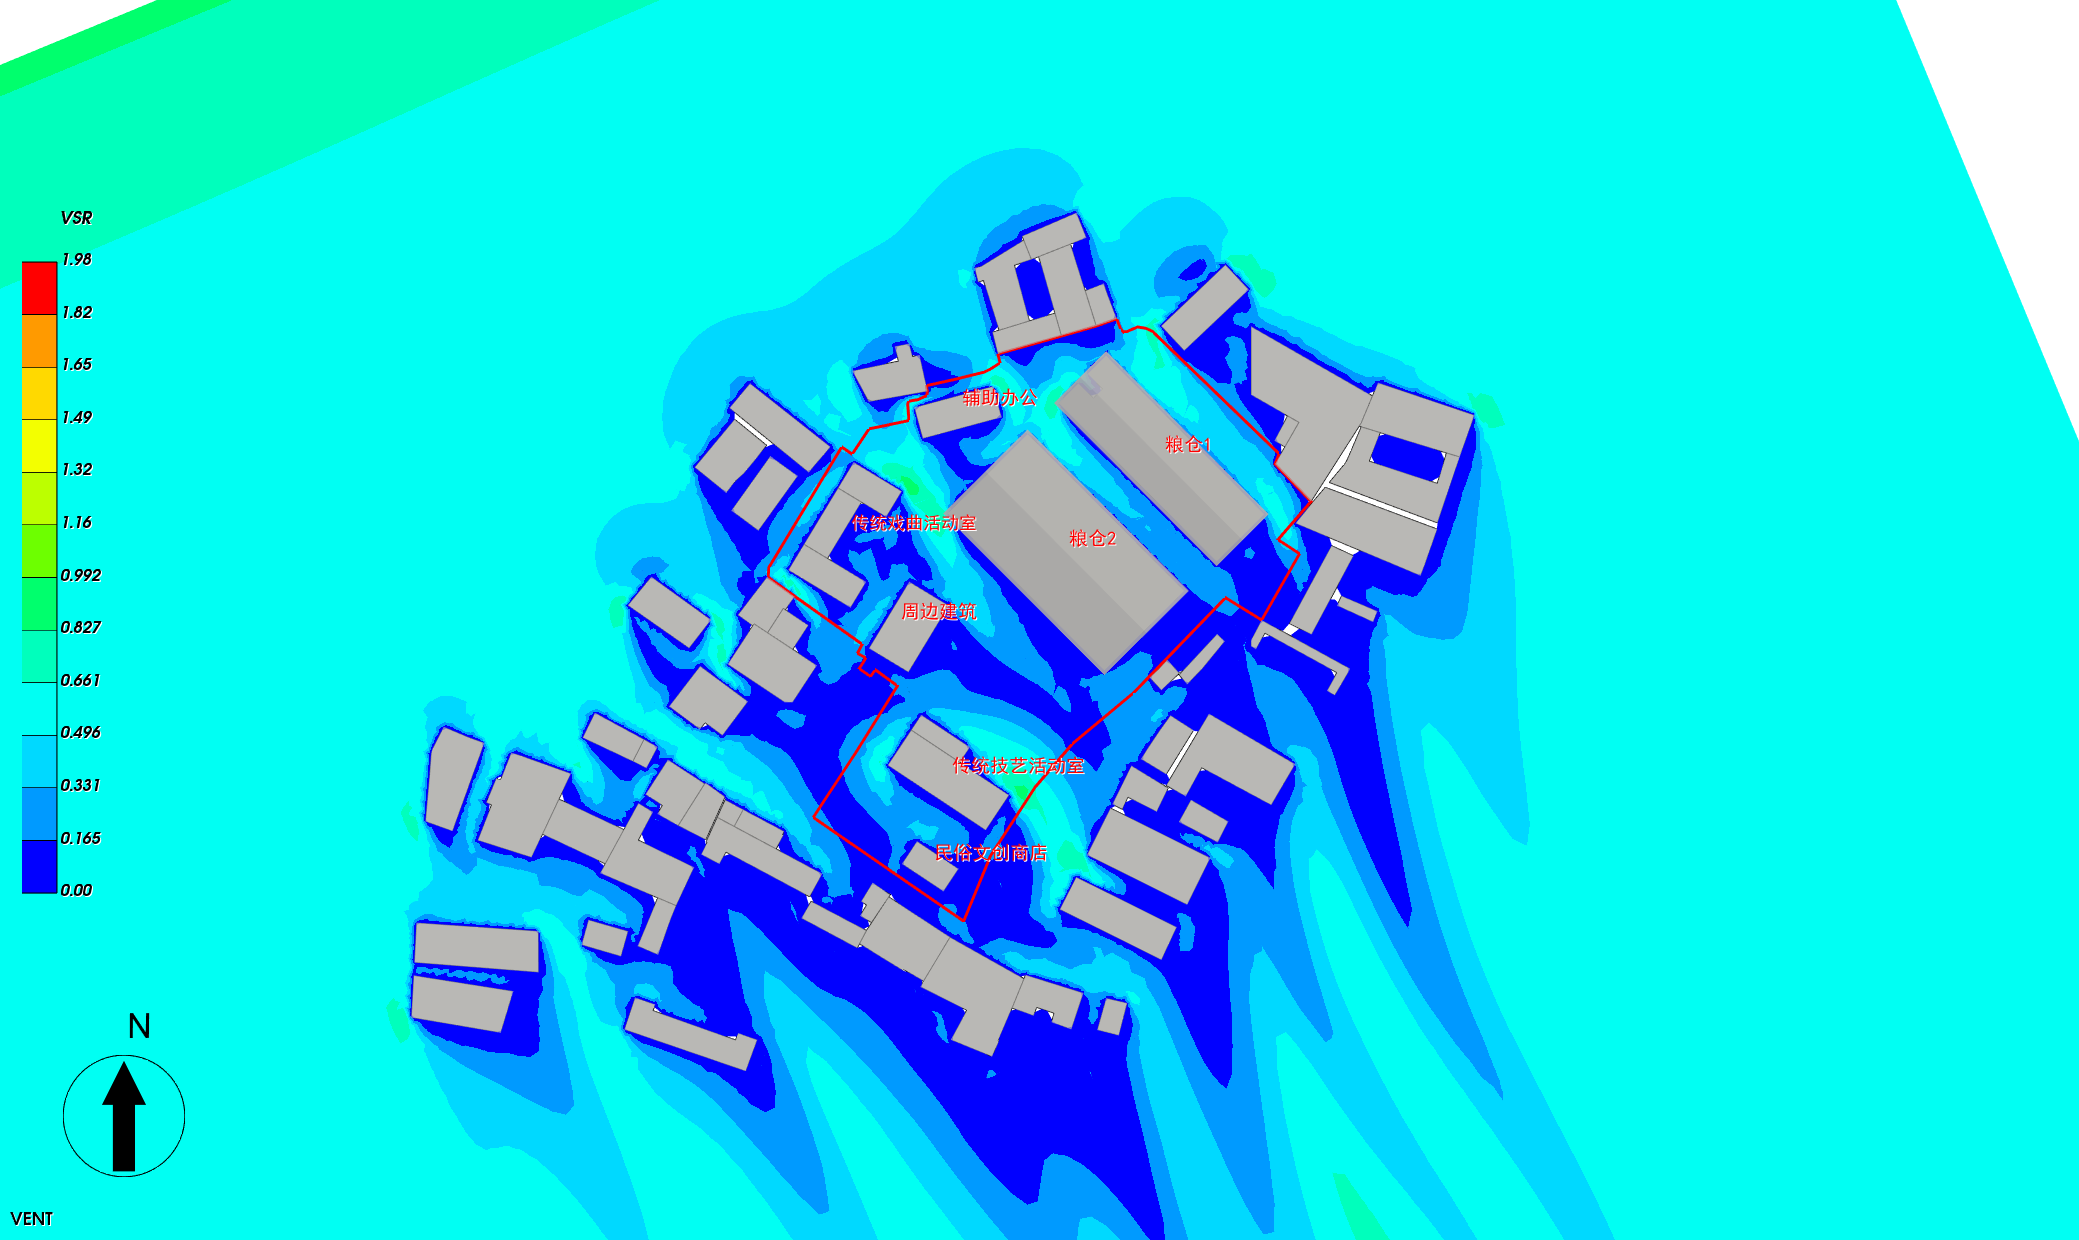 VSR
1.98
1.82
1.65
1.49
1.32
1.16
0.992
0.827
0.661
0.496
0.331
0.165
0.00
辅助办公
粮仓1
传统戏曲活动室
粮仓2
周边建筑
传统技艺活动室
民俗文创商店
N
VENT